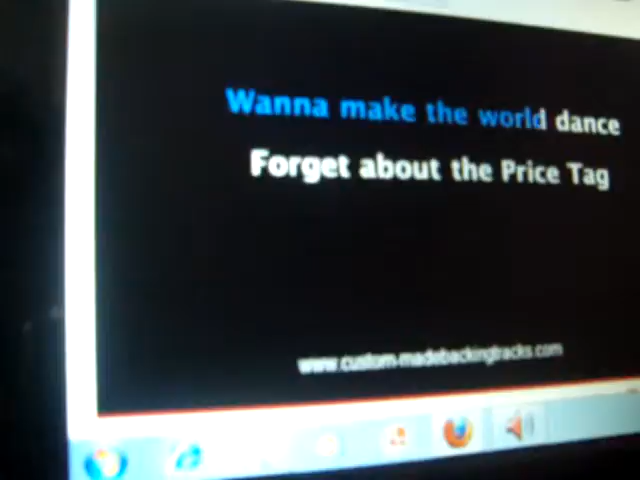 Wanna make the world dance
Forget about the Price Tag
www.custom-madebackingtracks.com